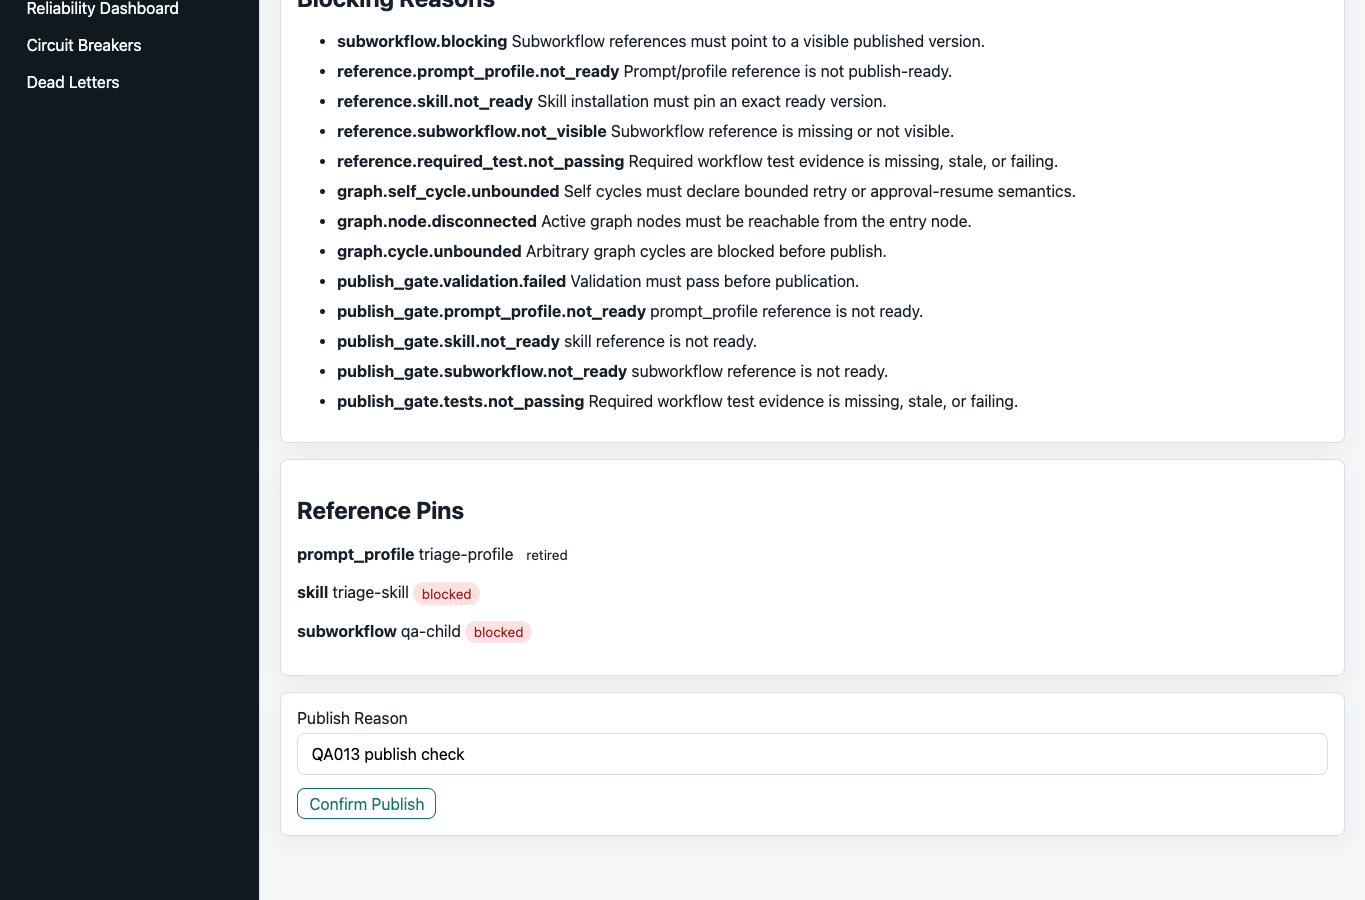 Reliability Dashboard
Circuit Breakers
Dead Letters
Blocking Reasons
subworkflow.blocking Subworkflow references must point to a visible published version.
reference.prompt_profile.not_ready Prompt/profile reference is not publish-ready.
reference.skill.not_ready Skill installation must pin an exact ready version.
reference.subworkflow.not_visible Subworkflow reference is missing or not visible.
reference.required_test.not_passing Required workflow test evidence is missing, stale, or failing.
graph.self_cycle.unbounded Self cycles must declare bounded retry or approval-resume semantics.
graph.node.disconnected Active graph nodes must be reachable from the entry node.
graph.cycle.unbounded Arbitrary graph cycles are blocked before publish.
publish_gate.validation.failed Validation must pass before publication.
publish_gate.prompt_profile.not_ready prompt_profile reference is not ready.
publish_gate.skill.not_ready skill reference is not ready.
publish_gate.subworkflow.not_ready subworkflow reference is not ready.
publish_gate.tests.not_passing Required workflow test evidence is missing, stale, or failing.
Reference Pins
prompt_profile triage-profile retired
skill triage-skill blocked
subworkflow qa-child blocked
Publish Reason
QA013 publish check
Confirm Publish